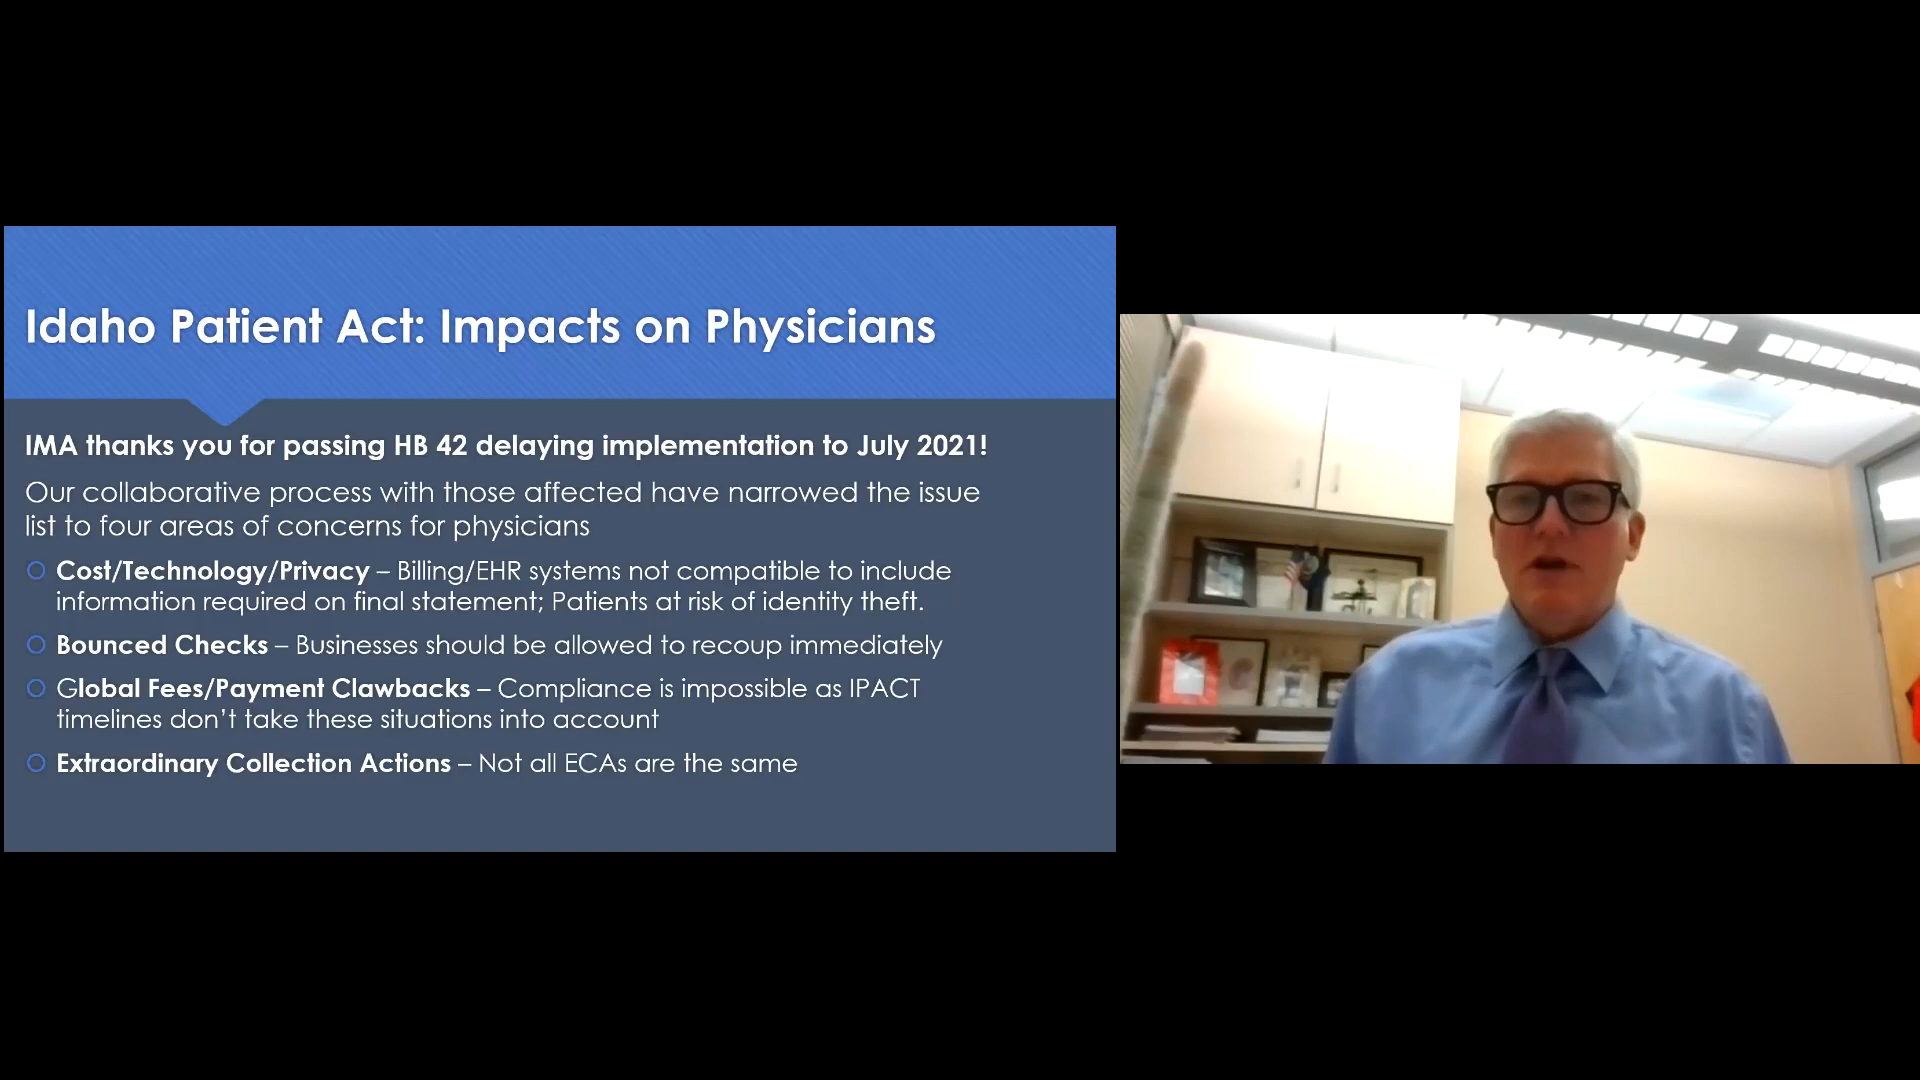 Idaho Patient Act: Impacts on Physicians
IMA thanks you for passing HB 42 delaying implementation to July 2021!
Our collaborative process with those affected have narrowed the issue
list to four areas of concerns for physicians
Cost/Technology/Privacy – Billing/EHR systems not compatible to include
information required on final statement; Patients at risk of identity theft.
Bounced Checks – Businesses should be allowed to recoup immediately
Global Fees/Payment Clawbacks – Compliance is impossible as IPACT
timelines don’t take these situations into account
Extraordinary Collection Actions – Not all ECAs are the same